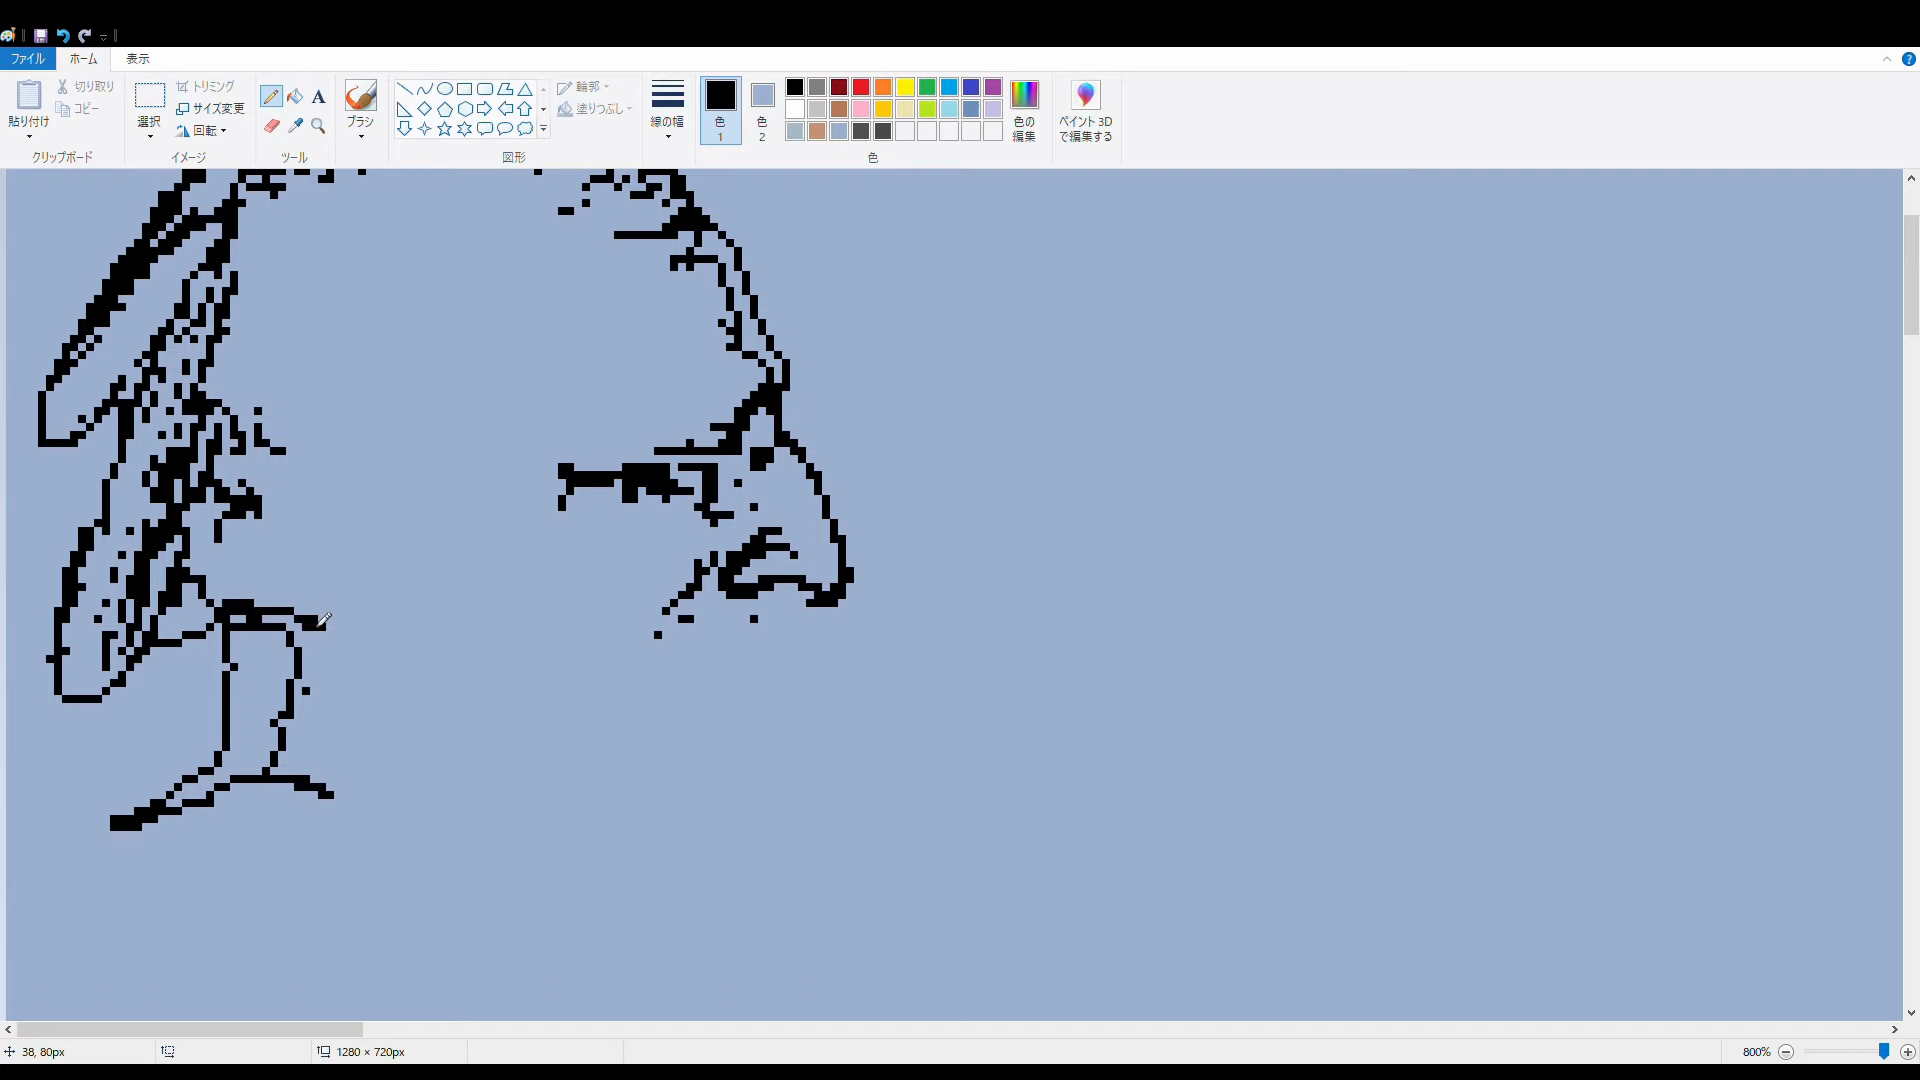 ファイル ホーム 表示
貼り付け 切り取り コピー
クリップボード
選択 トリミング サイズ変更 回転
イメージ
A
ツール
ブラシ
輪郭 塗りつぶし
図形
線の幅
色 1
色 2
色の 編集
色
ペイント 3D で編集する
38, 80px
1280 × 720px
800%